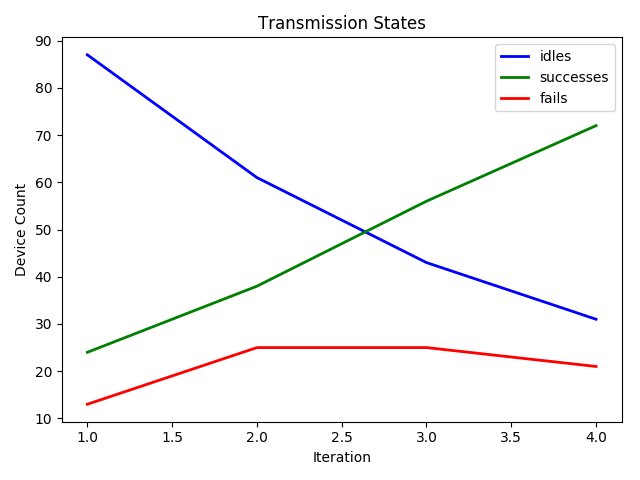 Transmission States
idles
successes
fails
90
80
70
60
50
40
30
20
10
Device Count
1.0 1.5 2.0 2.5 3.0 3.5 4.0
Iteration